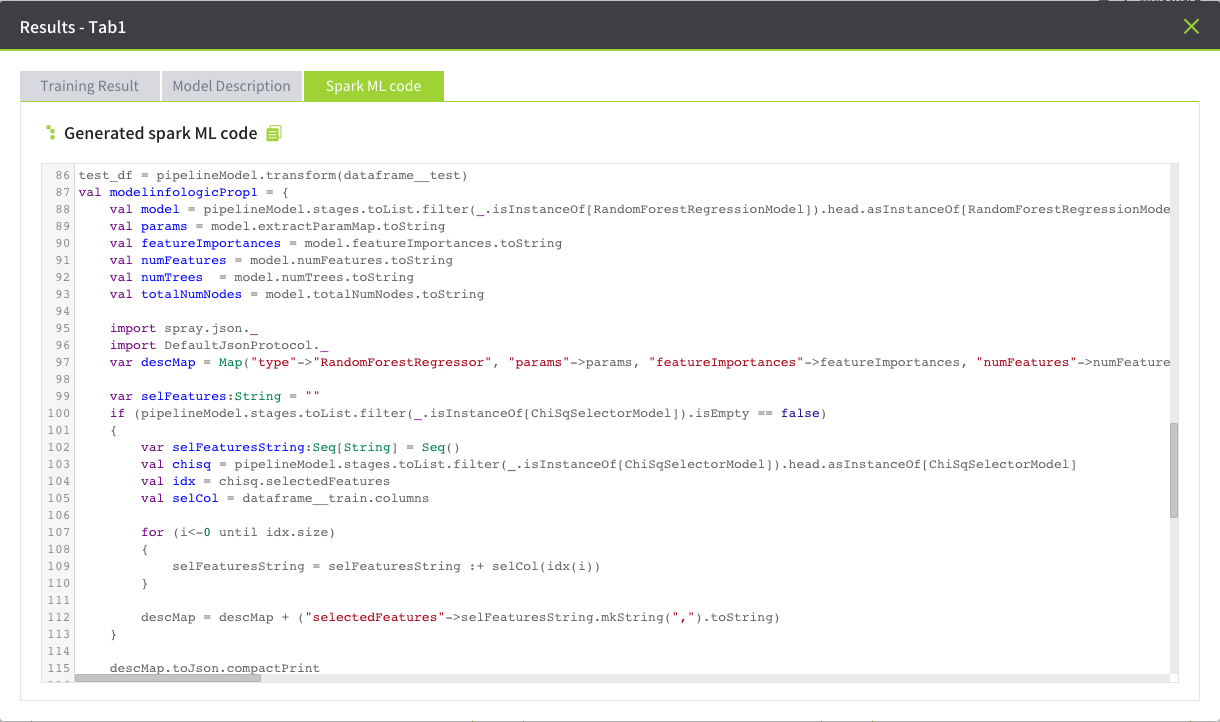 Results - Tab1
Training Result
Model Description
Spark ML code
Generated spark ML code
86 test_df = pipelineModel.transform(dataframe__test)
87 val modelinfologicProp1 = {
88 val model = pipelineModel.stages.toList.filter(_.isInstanceOf[RandomForestRegressionModel]).head.asInstanceOf[RandomForestRegressionMode
89 val params = model.extractParamMap.toString
90 val featureImportances = model.featureImportances.toString
91 val numFeatures = model.numFeatures.toString
92 val numTrees  = model.numTrees.toString
93 val totalNumNodes = model.totalNumNodes.toString
94
95 import spray.json._
96 import DefaultJsonProtocol._
97 var descMap = Map("type"->"RandomForestRegressor", "params"->params, "featureImportances"->featureImportances, "numFeatures"->numFeature
98
99 var selFeatures:String = ""
100 if (pipelineModel.stages.toList.filter(_.isInstanceOf[ChiSqSelectorModel]).isEmpty == false)
101 {
102 var selFeaturesString:Seq[String] = Seq()
103 val chisq = pipelineModel.stages.toList.filter(_.isInstanceOf[ChiSqSelectorModel]).head.asInstanceOf[ChiSqSelectorModel]
104 val idx = chisq.selectedFeatures
105 val selCol = dataframe__train.columns
106
107 for (i<-0 until idx.size)
108 {
109 selFeaturesString = selFeaturesString :+ selCol(idx(i))
110 }
111
112 descMap = descMap + ("selectedFeatures"->selFeaturesString.mkString(",").toString)
113 }
114
115 descMap.toJson.compactPrint